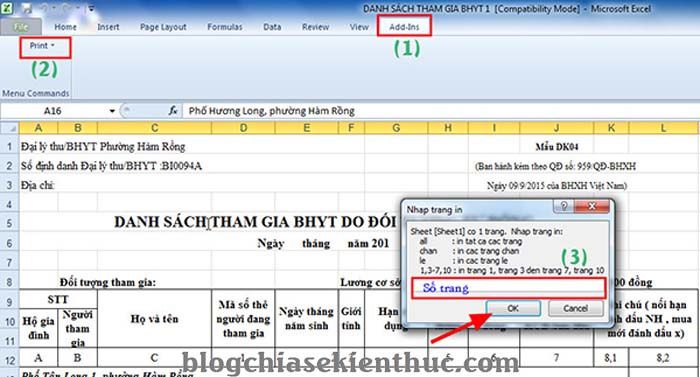 DANH SÁCH THAM GIA BHYT 1 [Compatibility Mode] - Microsoft Excel
File Home Insert Page Layout Formulas Data Review View Add-Ins
(1)
Print
(2)
Menu Commands
A16 fx Phố Hương Long, phường Hàm Rồng
A B C D E F G H I J K L
1 Đại lý thu/BHYT Phường Hàm Rồng Mẫu DK04
2 Số định danh Đại lý thu/BHYT :BI0094A (Ban hành kèm theo QĐ số: 959/QĐ-BHXH
3 Địa chỉ: Ngày 09/9/2015 của BHXH Việt Nam)
4
5 DANH SÁCH THAM GIA BHYT DO ĐỐI
6 Ngày tháng năm 201
7
8 Đối tượng tham gia: Lương cơ sở 00 đồng
Nhap trang in
Sheet [Sheet1] co 1 trang. Nhap trang in:
all : in tat ca cac trang
chan : in cac trang chan
le : in cac trang le
1,3-7,10 : in trang 1, trang 3 den trang 7, trang 10
(3)
Số trang
OK Cancel
9 STT
10
11
Hộ gia đình
Người tham gia
Họ và tên
Mã số thẻ người đang tham gia
Ngày tháng năm sinh
Giới tính
Hạn
dụng
chú ( nối hạn
đánh dấu NH , mua
mới đánh dấu x)
12 A B C 1 6 7 8,1 8,2
Phố Tân Long 1, phường Hàm Rồng
blogchiasekienthuc.com